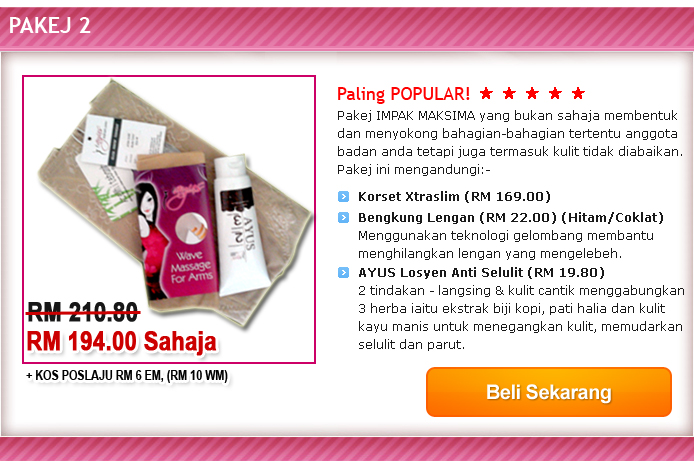 PAKEJ 2
Paling POPULAR!
Pakej IMPAK MAKSIMA yang bukan sahaja membentuk
dan menyokong bahagian-bahagian tertentu anggota
badan anda tetapi juga termasuk kulit tidak diabaikan.
Pakej ini mengandungi:-
Korset Xtraslim (RM 169.00)
Bengkung Lengan (RM 22.00) (Hitam/Coklat)
Menggunakan teknologi gelombang membantu
menghilangkan lengan yang mengelebeh.
AYUS Losyen Anti Selulit (RM 19.80)
2 tindakan - langsing & kulit cantik menggabungkan
3 herba iaitu ekstrak biji kopi, pati halia dan kulit
kayu manis untuk menegangkan kulit, memudarkan
selulit dan parut.
Wave
Massage
For Arms
AYUS
RM 210.80
RM 194.00 Sahaja
+ KOS POSLAJU RM 6 EM, (RM 10 WM)
Beli Sekarang